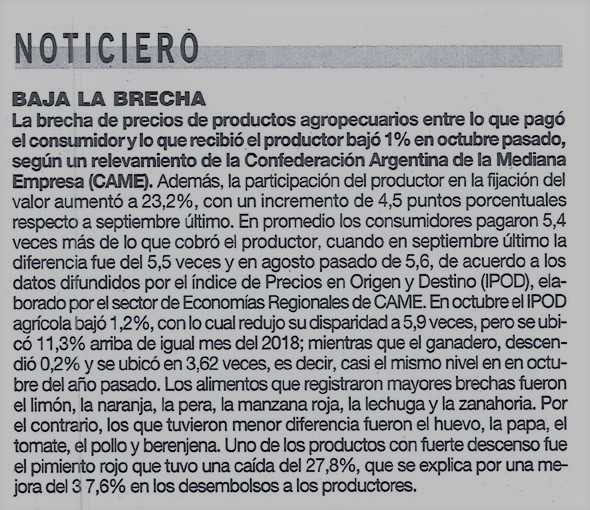 NOTICIERO
BAJA LA BRECHA
La brecha de precios de productos agropecuarios entre lo que pagó
el consumidor y lo que recibió el productor bajó 1% en octubre pasado,
según un relevamiento de la Confederación Argentina de la Mediana
Empresa (CAME). Además, la participación del productor en la fijación del
valor aumentó a 23,2%, con un incremento de 4,5 puntos porcentuales
respecto a septiembre último. En promedio los consumidores pagaron 5,4
veces más de lo que cobró el productor, cuando en septiembre último la
diferencia fue del 5,5 veces y en agosto pasado de 5,6, de acuerdo a los
datos difundidos por el índice de Precios en Origen y Destino (IPOD), ela-
borado por el sector de Economías Regionales de CAME. En octubre el IPOD
agrícola bajó 1,2%, con lo cual redujo su disparidad a 5,9 veces, pero se ubi-
có 11,3% arriba de igual mes del 2018; mientras que el ganadero, descen-
dió 0,2% y se ubicó en 3,62 veces, es decir, casi el mismo nivel en en octu-
bre del año pasado. Los alimentos que registraron mayores brechas fueron
el limón, la naranja, la pera, la manzana roja, la lechuga y la zanahoria. Por
el contrario, los que tuvieron menor diferencia fueron el huevo, la papa, el
tomate, el pollo y berenjena. Uno de los productos con fuerte descenso fue
el pimiento rojo que tuvo una caída del 27,8%, que se explica por una me-
jora del 3 7,6% en los desembolsos a los productores.